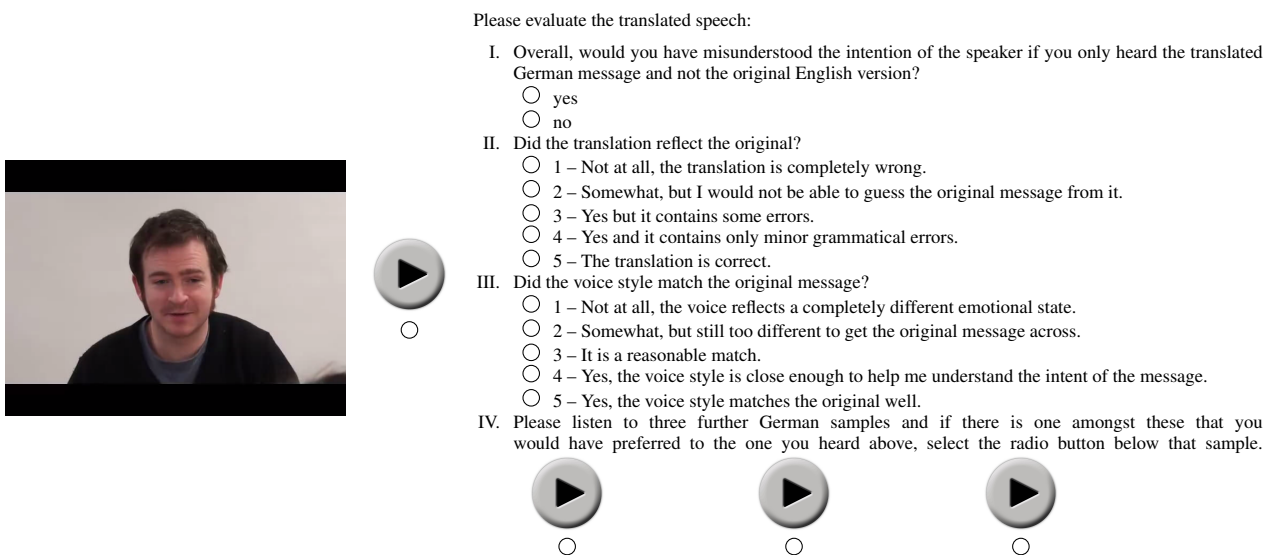 Please evaluate the translated speech:
I. Overall, would you have misunderstood the intention of the speaker if you only heard the translated
German message and not the original English version?
yes
no
II. Did the translation reflect the original?
1 – Not at all, the translation is completely wrong.
2 – Somewhat, but I would not be able to guess the original message from it.
3 – Yes but it contains some errors.
4 – Yes and it contains only minor grammatical errors.
5 – The translation is correct.
III. Did the voice style match the original message?
1 – Not at all, the voice reflects a completely different emotional state.
2 – Somewhat, but still too different to get the original message across.
3 – It is a reasonable match.
4 – Yes, the voice style is close enough to help me understand the intent of the message.
5 – Yes, the voice style matches the original well.
IV. Please listen to three further German samples and if there is one amongst these that you
would have preferred to the one you heard above, select the radio button below that sample.